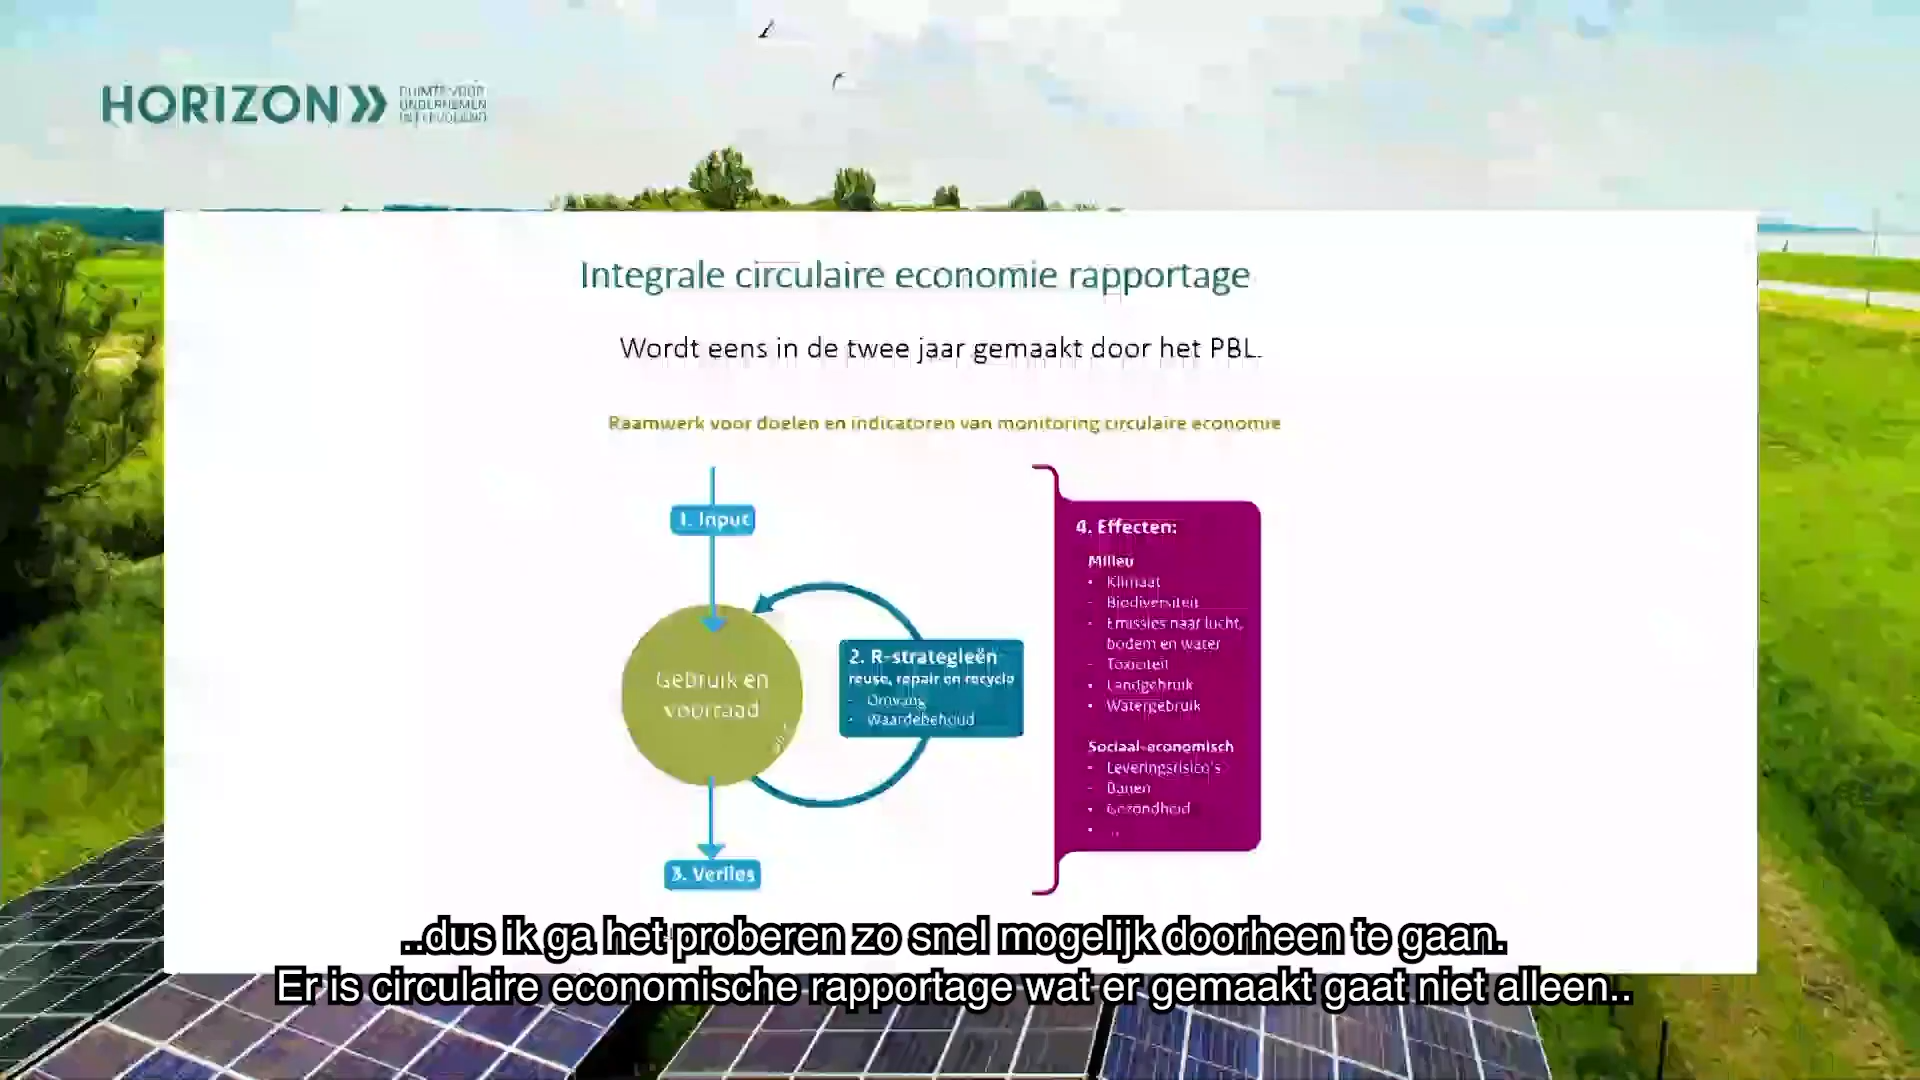 HORIZON
RUIMTE VOOR
ONDERNEMEN
Integrale circulaire economie rapportage
Wordt eens in de twee jaar gemaakt door het PBL.
Raamwerk voor doelen en indicatoren van monitoring circulaire economie
1. Input
Gebruik en
voorraad
2. R-strategieën
reuse, repair en recycle
- Omvang
- Waardebehoud
3. Verlies
4. Effecten:
Milieu
• Klimaat
- Biodiversiteit
• Emissies naar lucht,
bodem en water
- Toxiciteit
• Landgebruik
• Watergebruik
Sociaal-economisch
- Leveringsrisico's
- Banen
• Gezondheid
• ...
..dus ik ga het proberen zo snel mogelijk doorheen te gaan.
Er is circulaire economische rapportage wat er gemaakt gaat niet alleen..